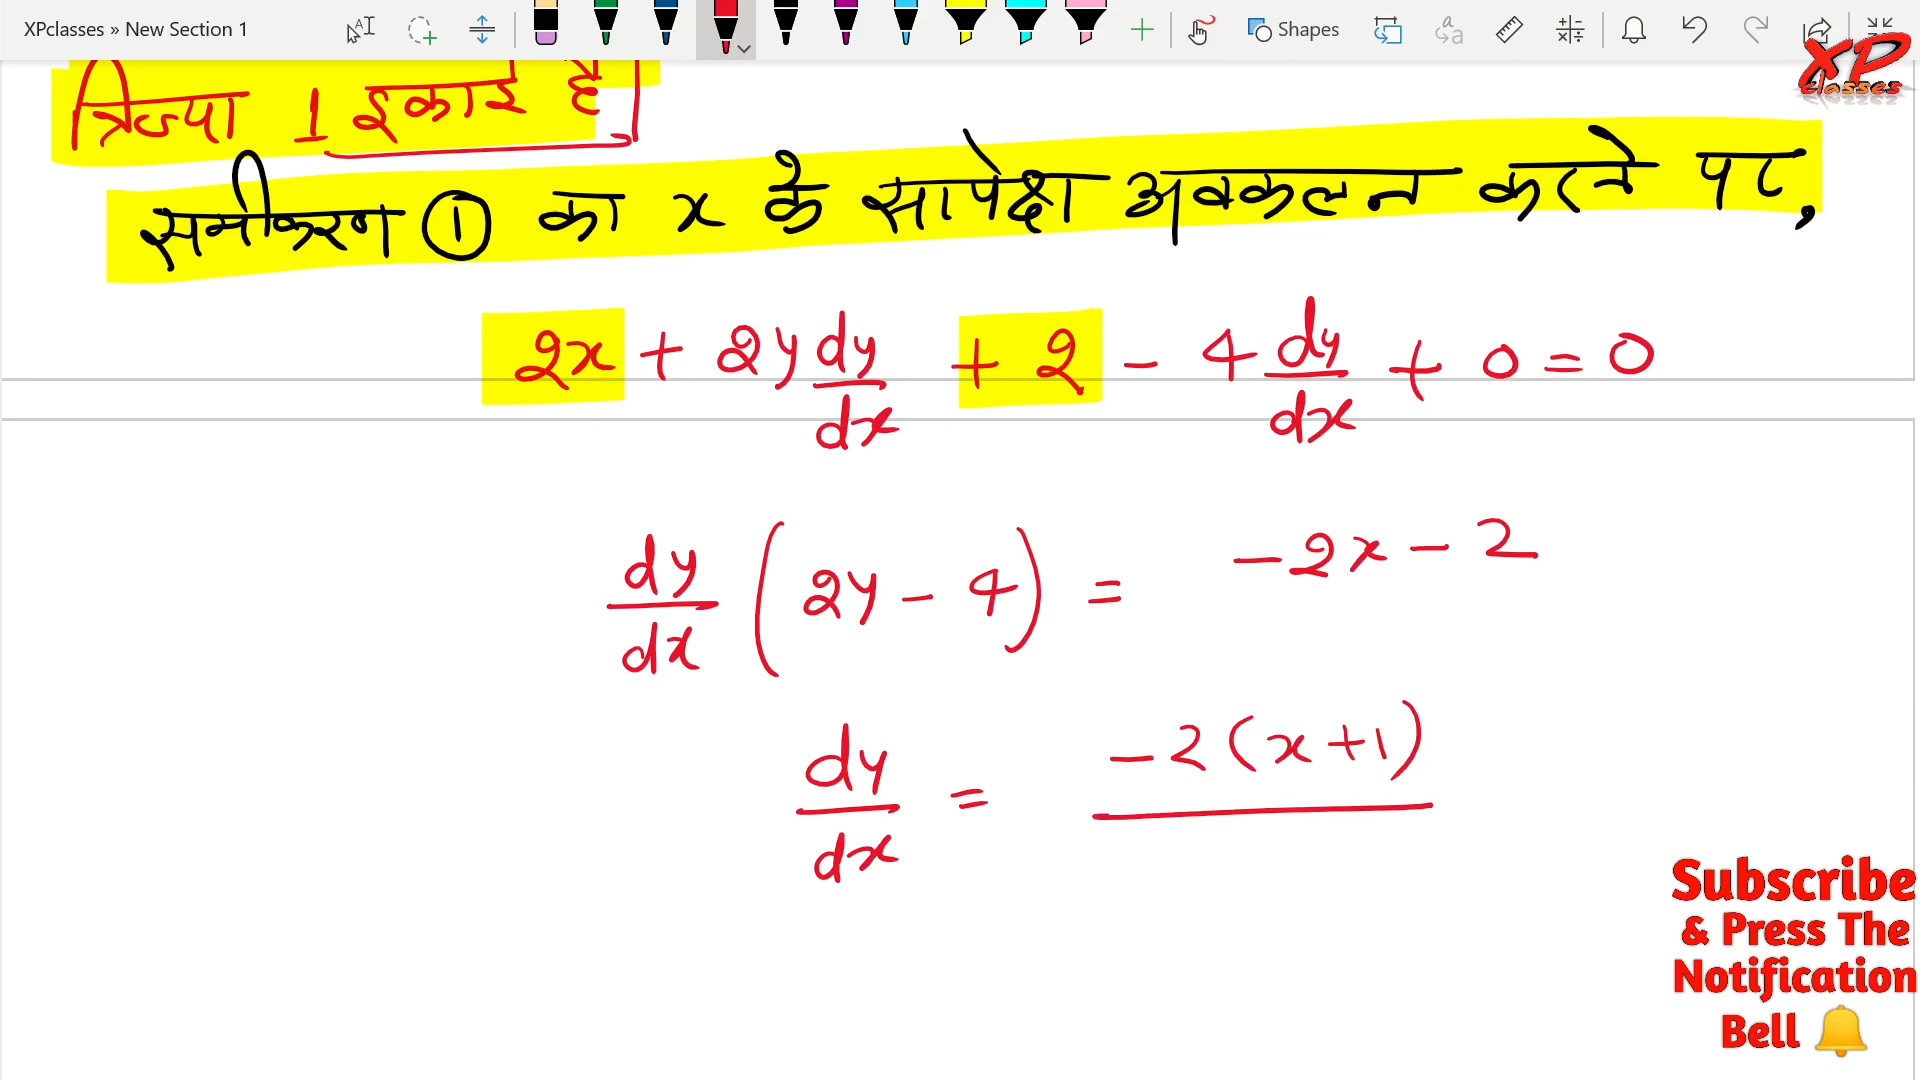 XPclasses » New Section 1
Shapes
XP
classes
त्रिज्या 1 इकाई है]
समीकरण ① का x के सापेक्ष अवकलन करने पर,
2x + 2y dy/dx + 2 - 4 dy/dx + 0 = 0
dy/dx (2y - 4) = -2x - 2
dy/dx = -2(x+1)
Subscribe
& Press The
Notification
Bell